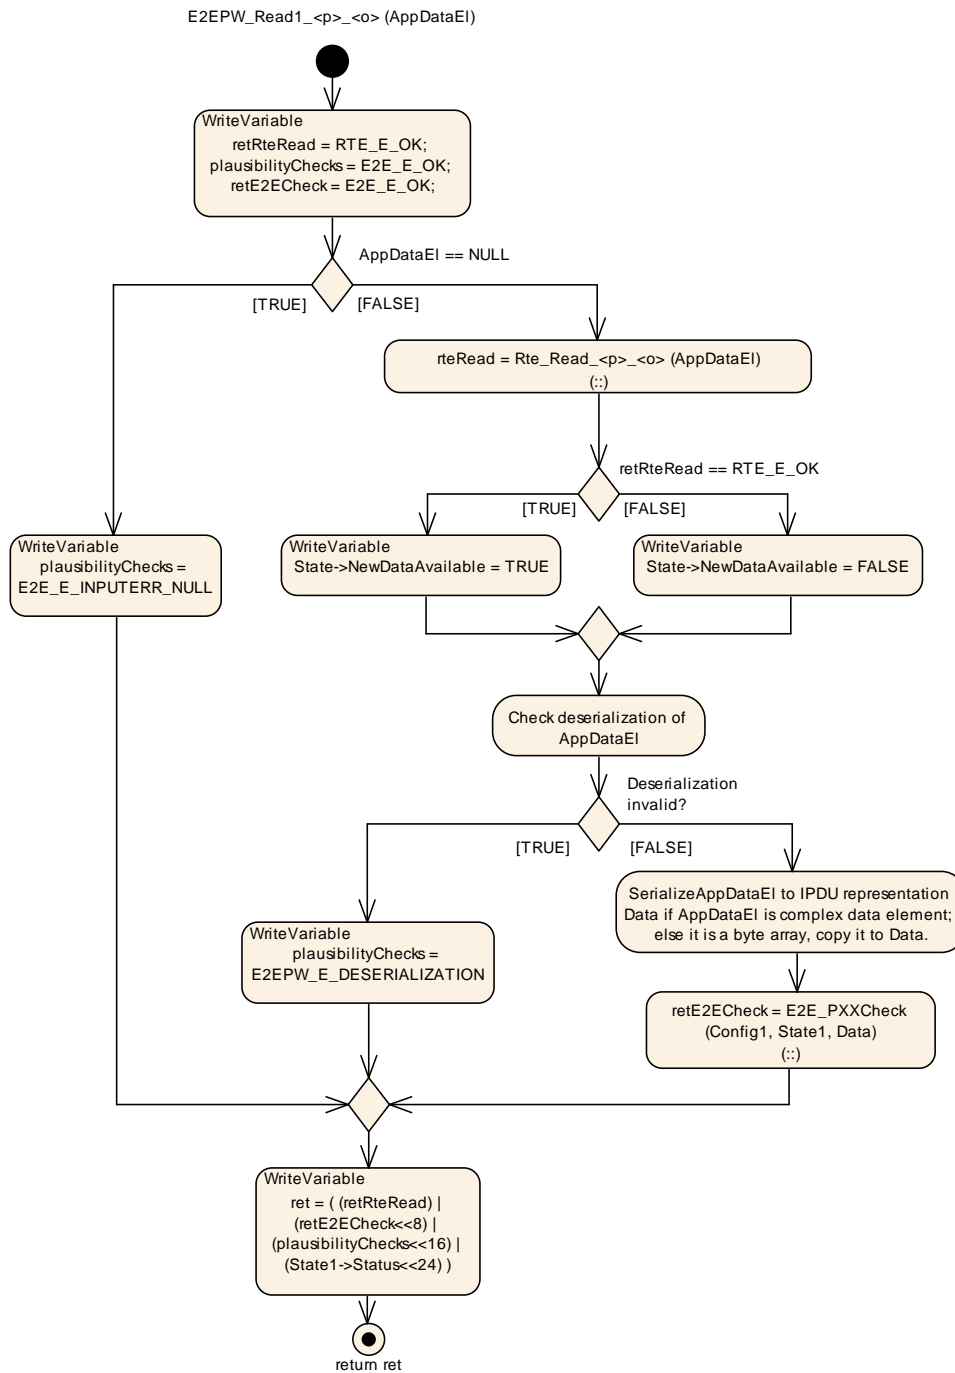 E2EPW_Read1_<p>_<o> (AppDataEl)
WriteVariable
retRteRead = RTE_E_OK;
plausibilityChecks = E2E_E_OK;
retE2ECheck = E2E_E_OK;
AppDataEl == NULL
[TRUE]
[FALSE]
rteRead = Rte_Read_<p>_<o> (AppDataEl)
(::)
retRteRead == RTE_E_OK
[TRUE]
[FALSE]
WriteVariable
plausibilityChecks =
E2E_E_INPUTERR_NULL
WriteVariable
State->NewDataAvailable = TRUE
WriteVariable
State->NewDataAvailable = FALSE
Check deserialization of
AppDataEl
Deserialization
invalid?
[TRUE]
[FALSE]
SerializeAppDataEl to IPDU representation
Data if AppDataEl is complex data element;
else it is a byte array, copy it to Data.
WriteVariable
plausibilityChecks =
E2EPW_E_DESERIALIZATION
retE2ECheck = E2E_PXXCheck
(Config1, State1, Data)
(::)
WriteVariable
ret = ( (retRteRead) |
(retE2ECheck<<8) |
(plausibilityChecks<<16) |
(State1->Status<<24) )
return ret